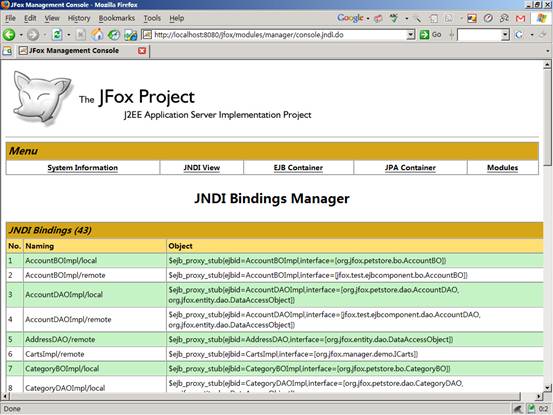 JFox Management Console - Mozilla Firefox
File Edit View History Bookmarks Tools Help
Google
http://localhost:8080/jfox/modules/manager/console.jndi.do
Go
JFox Management Console
The JFox Project
J2EE Application Server Implementation Project
Menu
System Information JNDI View EJB Container JPA Container Modules
JNDI Bindings Manager
JNDI Bindings (43)
No. Naming Object
1 AccountBOImpl/local $ejb_proxy_stub{ejbid=AccountBOImpl,interface=[org.jfox.petstore.bo.AccountBO]}
2 AccountBOImpl/remote $ejb_proxy_stub{ejbid=AccountBOImpl,interface=[jfox.test.ejbcomponent.bo.AccountBO]}
3 AccountDAOImpl/local $ejb_proxy_stub{ejbid=AccountDAOImpl,interface=[org.jfox.petstore.dao.AccountDAO,
org.jfox.entity.dao.DataAccessObject]}
4 AccountDAOImpl/remote $ejb_proxy_stub{ejbid=AccountDAOImpl,interface=[jfox.test.ejbcomponent.dao.AccountDAO,
org.jfox.entity.dao.DataAccessObject]}
5 AddressDAO/remote $ejb_proxy_stub{ejbid=AddressDAO,interface=[org.jfox.entity.dao.DataAccessObject]}
6 CartsImpl/remote $ejb_proxy_stub{ejbid=CartsImpl,interface=[org.jfox.manager.demo.ICarts]}
7 CategoryBOImpl/local $ejb_proxy_stub{ejbid=CategoryBOImpl,interface=[org.jfox.petstore.bo.CategoryBO]}
8 CategoryDAOImpl/local $ejb_proxy_stub{ejbid=CategoryDAOImpl,interface=[org.jfox.petstore.dao.CategoryDAO,
Done 0:2